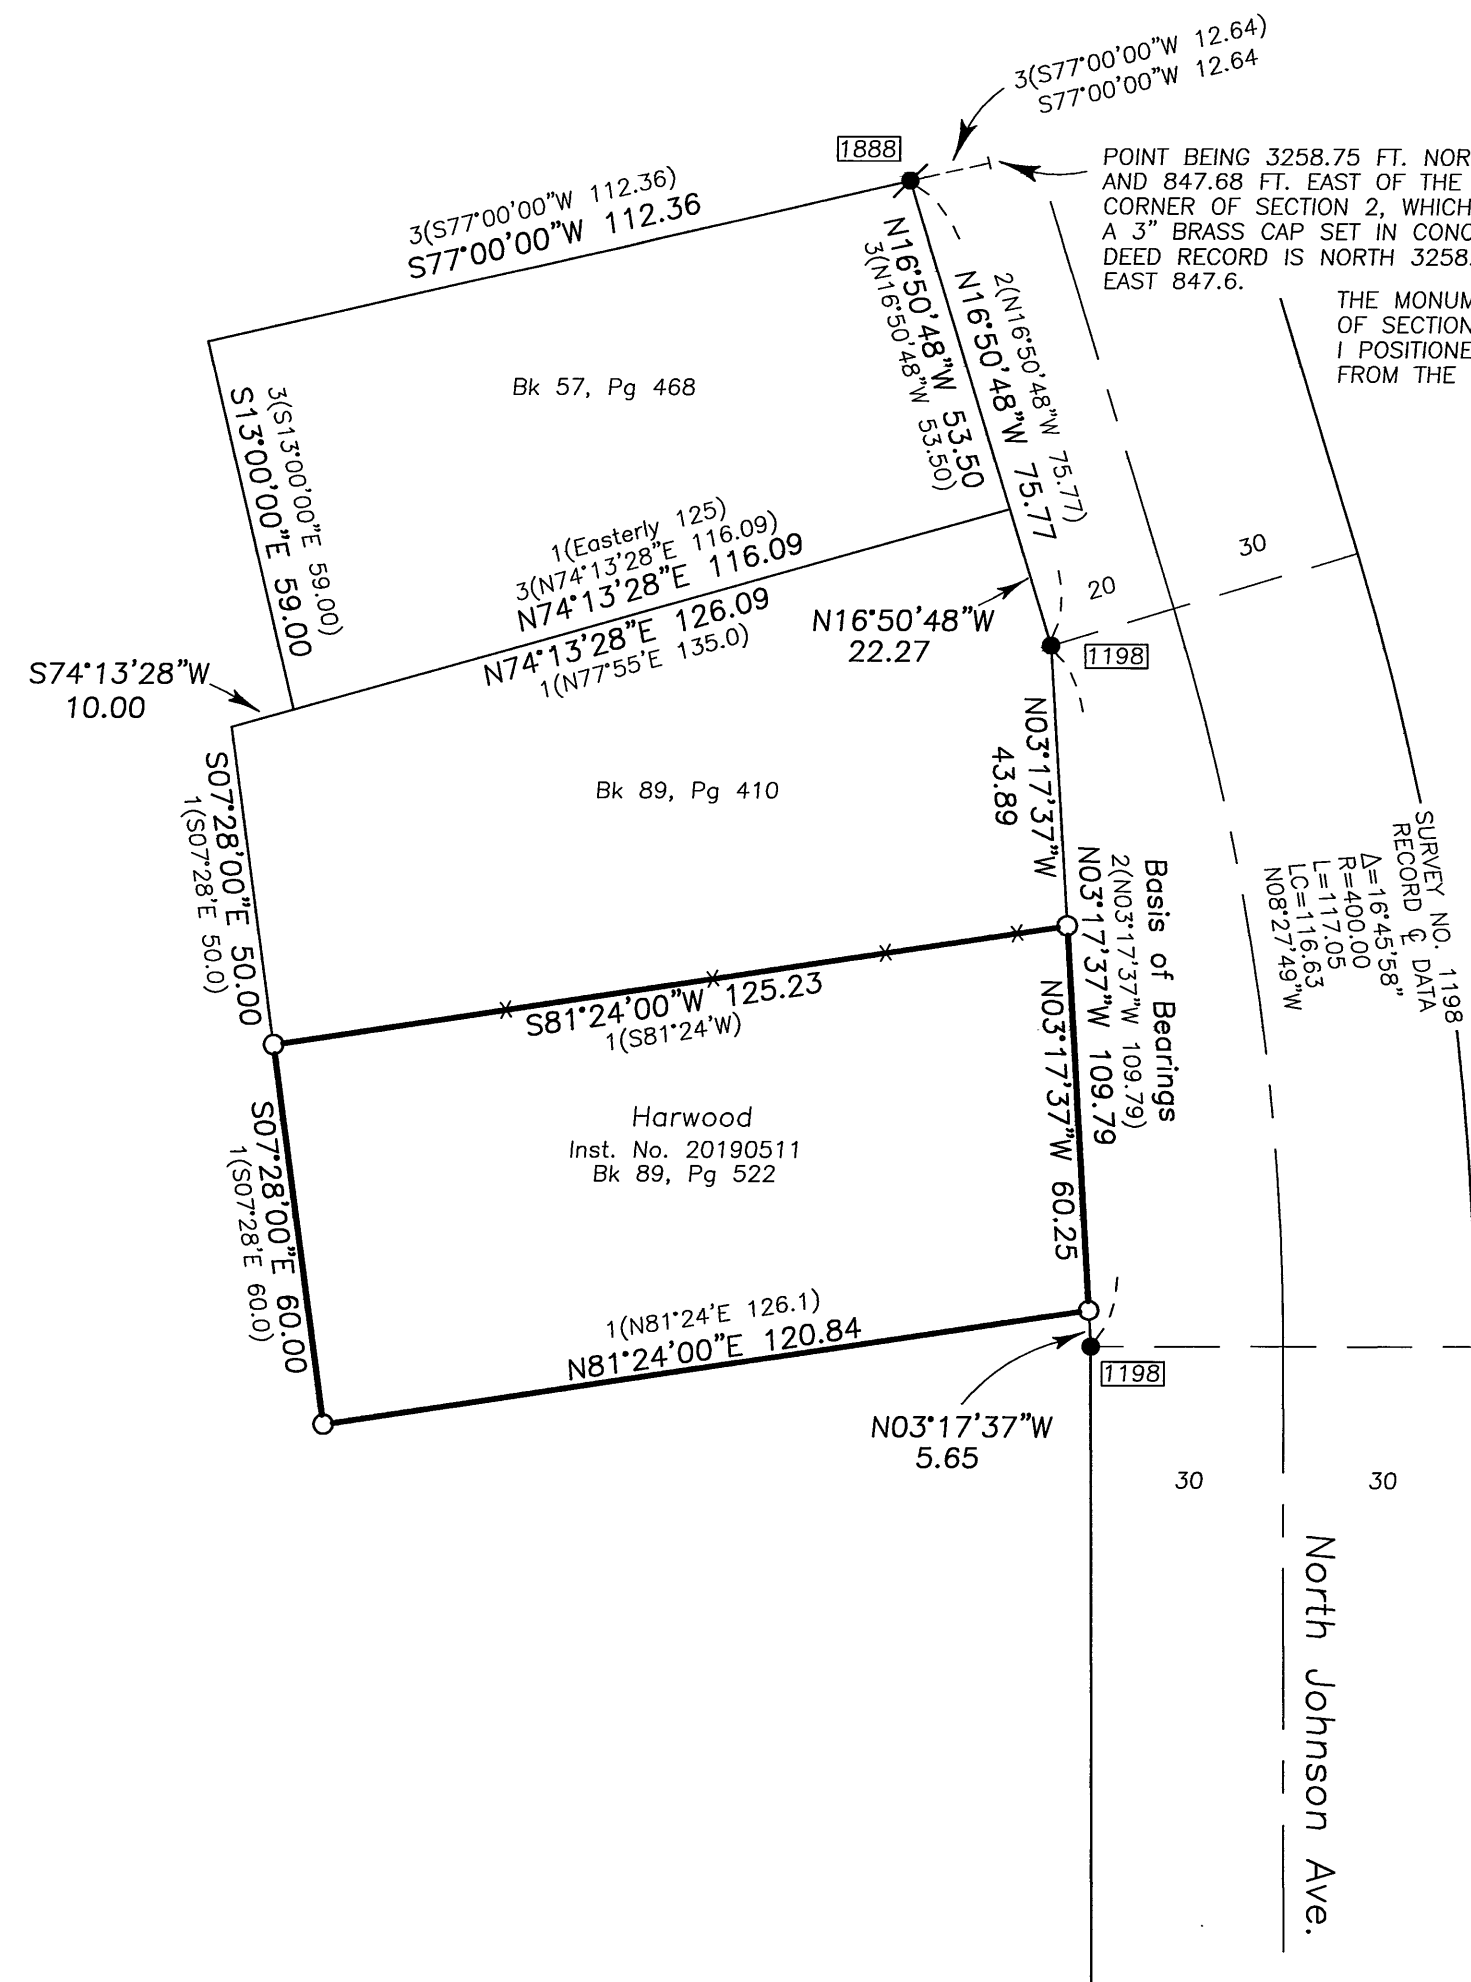 3(S77°00'00"W 12.64)
S77°00'00"W 12.64
1888
POINT BEING 3258.75 FT. NOR
AND 847.68 FT. EAST OF THE
CORNER OF SECTION 2, WHICH
A 3" BRASS CAP SET IN CONC
DEED RECORD IS NORTH 3258.
EAST 847.6.
THE MONUM
OF SECTION
I POSITIONE
FROM THE
3(S77°00'00"W 112.36)
S77°00'00"W 112.36
N16°50'48"W 53.50
3(N16°50'48"W 53.50)
2(N16°50'48"W 75.77)
N16°50'48"W 75.77
Bk 57, Pg 468
3(S13°00'00"E 59.00)
S13°00'00"E 59.00
1(Easterly 125)
3(N74°13'28"E 116.09)
N74°13'28"E 116.09
N74°13'28"E 126.09
1(N77°55'E 135.0)
30
20
N16°50'48"W
22.27
1198
S74°13'28"W
10.00
N03°17'37"W
43.89
S07°28'00"E 50.00
1(S07°28'E 50.0)
Bk 89, Pg 410
SURVEY NO. 1198
RECORD ℄ DATA
Δ=16°45'58"
R=400.00
L=117.05
LC=116.63
N08°27'49"W
Basis of Bearings
2(N03°17'37"W 109.79)
N03°17'37"W 109.79
N03°17'37"W 60.25
S81°24'00"W 125.23
1(S81°24'W)
Harwood
Inst. No. 20190511
Bk 89, Pg 522
S07°28'00"E 60.00
1(S07°28'E 60.0)
1(N81°24'E 126.1)
N81°24'00"E 120.84
1198
N03°17'37"W
5.65
30
30
North Johnson Ave.